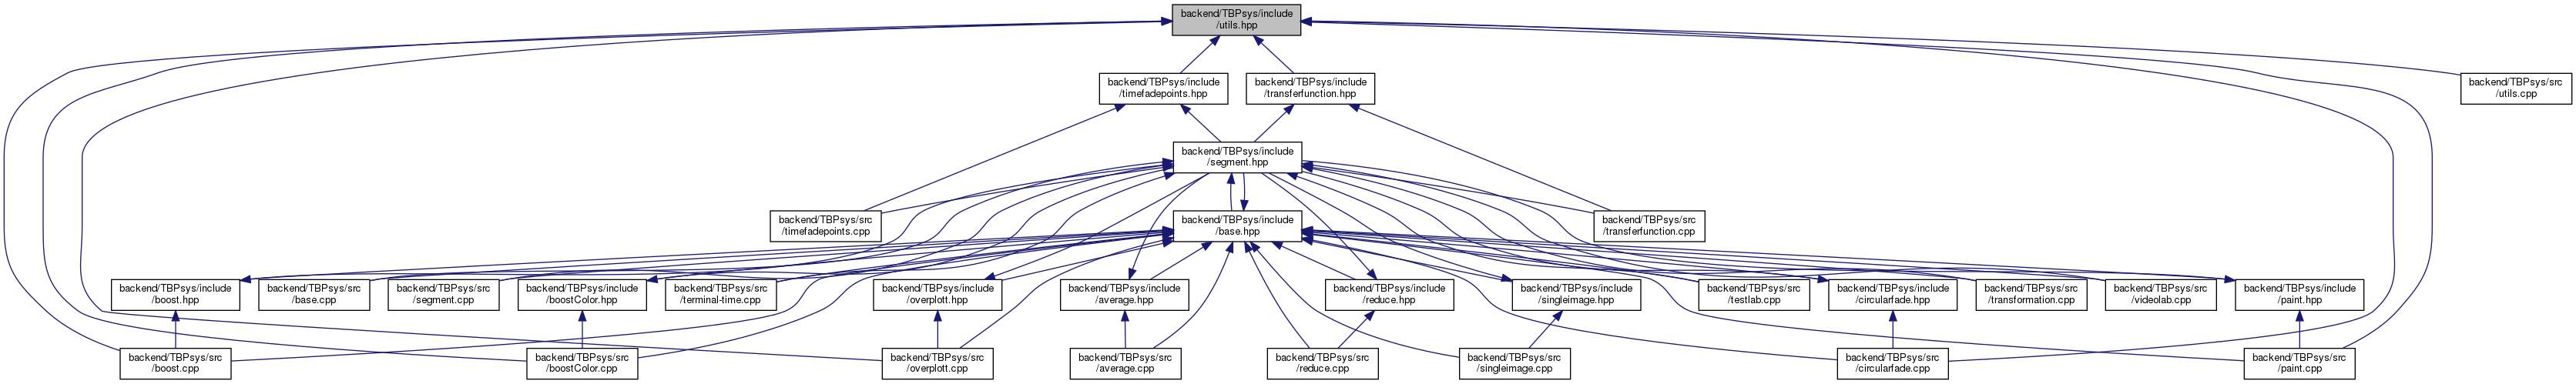 backend/TBPsys/include
/utils.hpp
backend/TBPsys/include
/timefadepoints.hpp
backend/TBPsys/include
/transferfunction.hpp
backend/TBPsys/src
/utils.cpp
backend/TBPsys/include
/segment.hpp
backend/TBPsys/src
/timefadepoints.cpp
backend/TBPsys/include
/base.hpp
backend/TBPsys/src
/transferfunction.cpp
backend/TBPsys/include
/boost.hpp
backend/TBPsys/src
/base.cpp
backend/TBPsys/src
/segment.cpp
backend/TBPsys/include
/boostColor.hpp
backend/TBPsys/src
/terminal-time.cpp
backend/TBPsys/include
/overplott.hpp
backend/TBPsys/include
/average.hpp
backend/TBPsys/include
/reduce.hpp
backend/TBPsys/include
/singleimage.hpp
backend/TBPsys/src
/testlab.cpp
backend/TBPsys/include
/circularfade.hpp
backend/TBPsys/src
/transformation.cpp
backend/TBPsys/src
/videolab.cpp
backend/TBPsys/include
/paint.hpp
backend/TBPsys/src
/boost.cpp
backend/TBPsys/src
/boostColor.cpp
backend/TBPsys/src
/overplott.cpp
backend/TBPsys/src
/average.cpp
backend/TBPsys/src
/reduce.cpp
backend/TBPsys/src
/singleimage.cpp
backend/TBPsys/src
/circularfade.cpp
backend/TBPsys/src
/paint.cpp